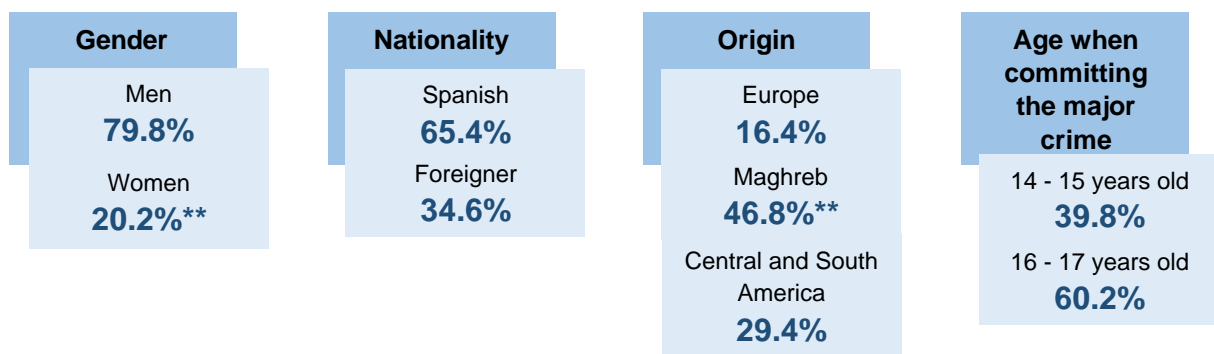 Gender
Men
79.8%
Women
20.2%**
Nationality
Spanish
65.4%
Foreigner
34.6%
Origin
Europe
16.4%
Maghreb
46.8%**
Central and South
America
29.4%
Age when
committing
the major
crime
14 - 15 years old
39.8%
16 - 17 years old
60.2%